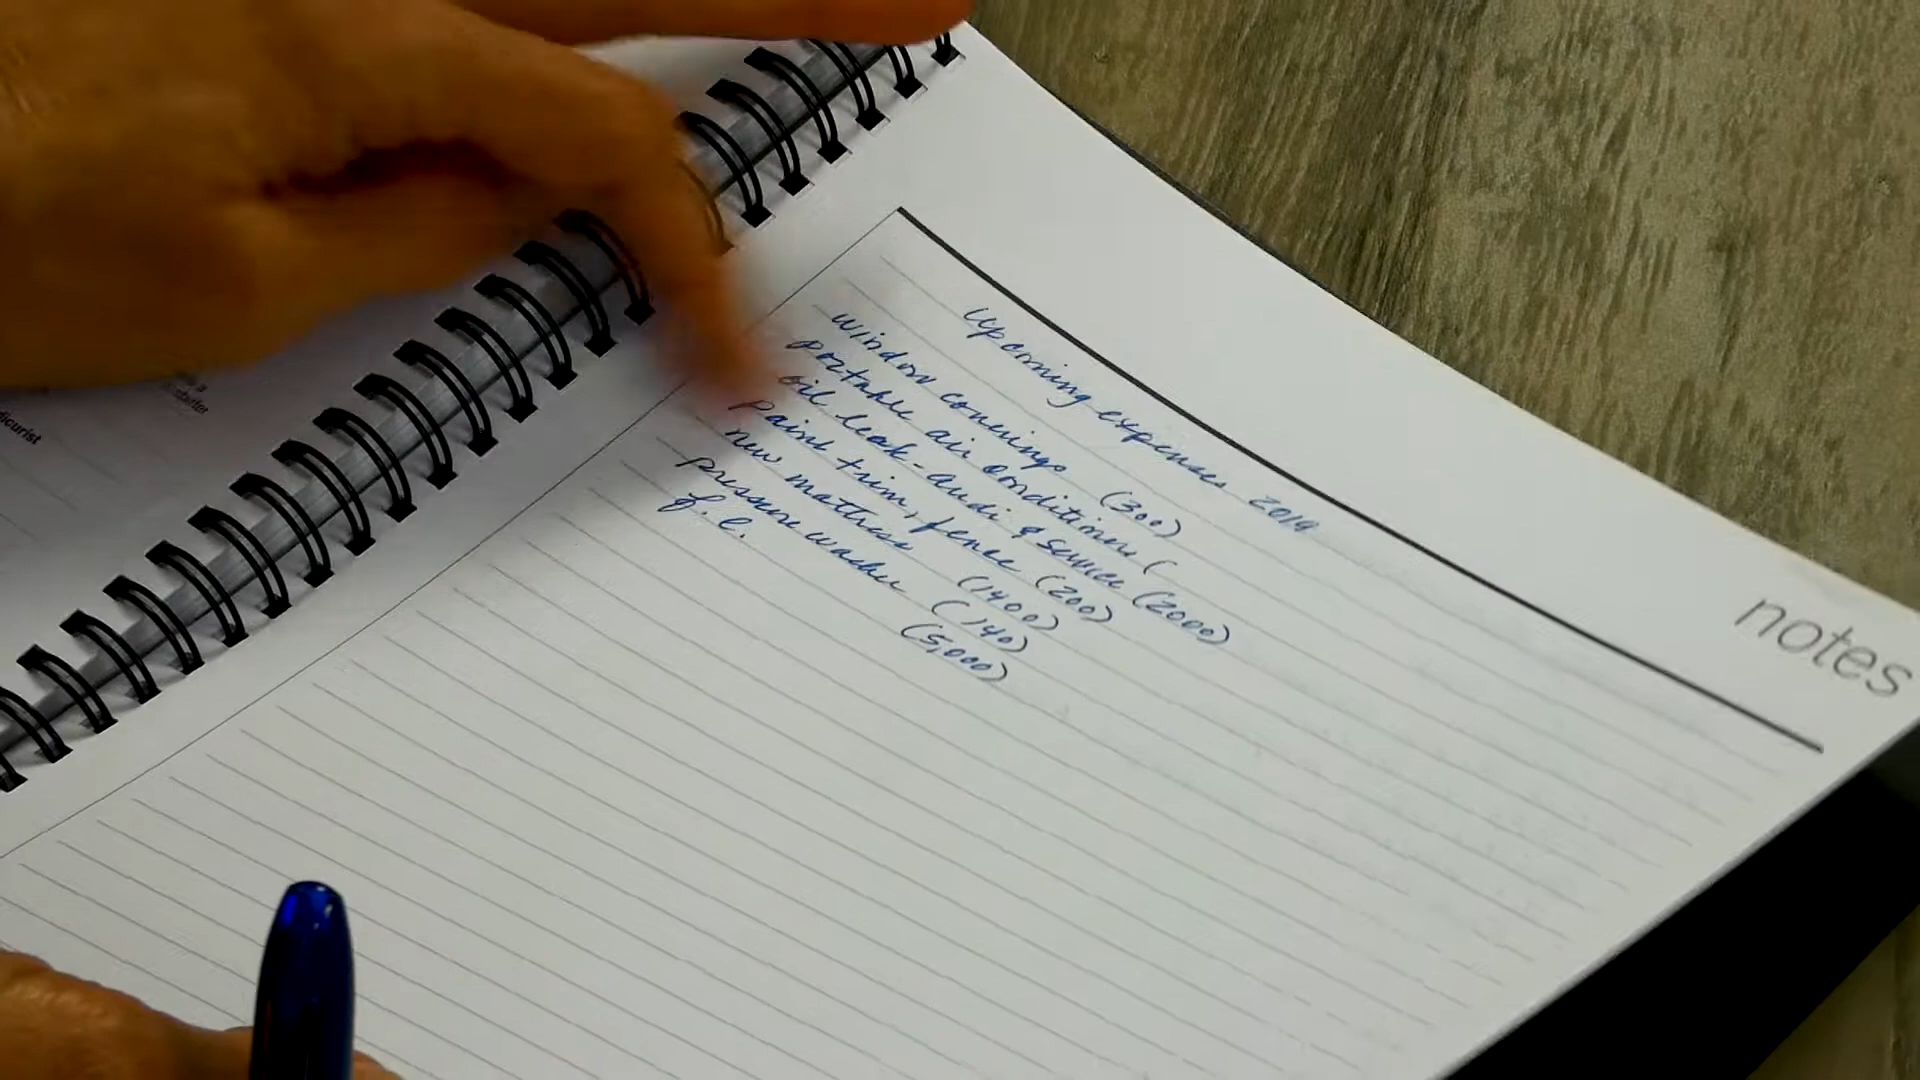 notes
Upcoming expenses 2019
window coverings (300)
portable air conditioners (
oil leak-audi & service (2000)
paint trim, fence (200)
new mattress (1400)
pressure washer (140)
f.c. (5,000)